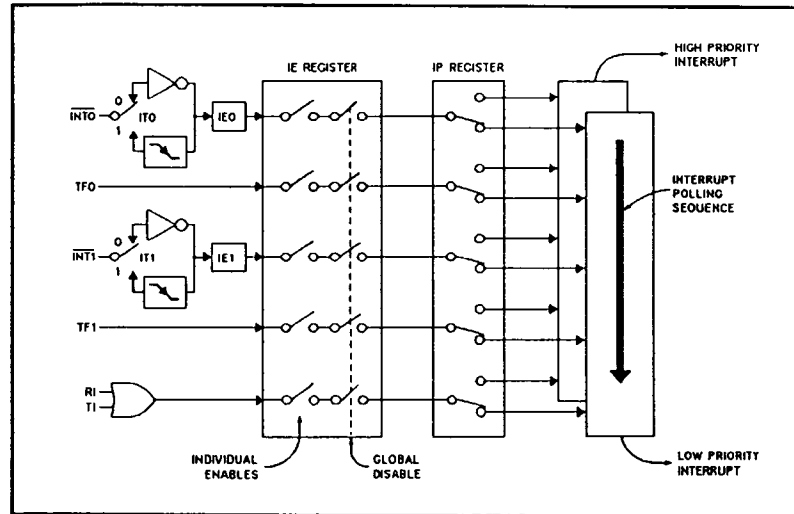 HIGH PRIORITY
INTERRUPT
IE REGISTER
IP REGISTER
0
INT0
IT0
1
IE0
TF0
INTERRUPT
POLLING
SEQUENCE
0
INT1
IT1
1
IE1
TF1
RI
TI
INDIVIDUAL
ENABLES
GLOBAL
DISABLE
LOW PRIORITY
INTERRUPT